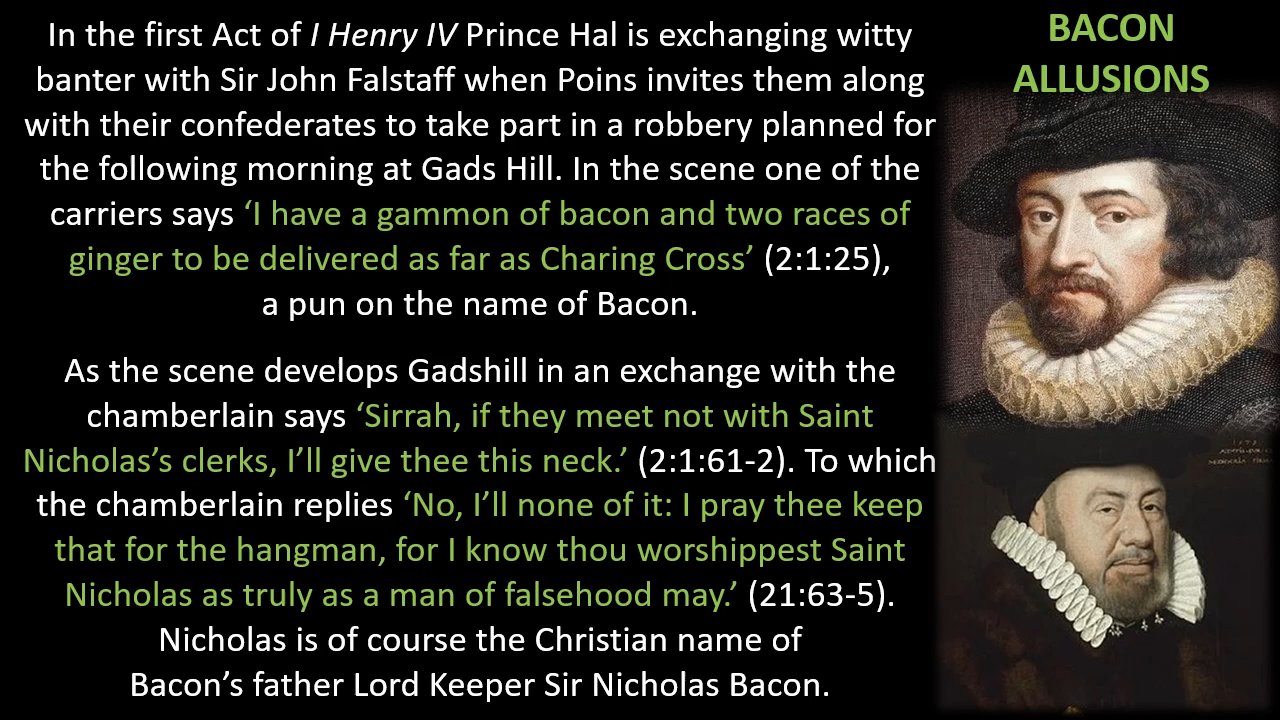 BACON
ALLUSIONS
In the first Act of I Henry IV Prince Hal is exchanging witty
banter with Sir John Falstaff when Poins invites them along
with their confederates to take part in a robbery planned for
the following morning at Gads Hill. In the scene one of the
carriers says ‘I have a gammon of bacon and two races of
ginger to be delivered as far as Charing Cross’ (2:1:25),
a pun on the name of Bacon.
As the scene develops Gadshill in an exchange with the
chamberlain says ‘Sirrah, if they meet not with Saint
Nicholas’s clerks, I’ll give thee this neck.’ (2:1:61-2). To which
the chamberlain replies ‘No, I’ll none of it: I pray thee keep
that for the hangman, for I know thou worshippest Saint
Nicholas as truly as a man of falsehood may.’ (21:63-5).
Nicholas is of course the Christian name of
Bacon’s father Lord Keeper Sir Nicholas Bacon.